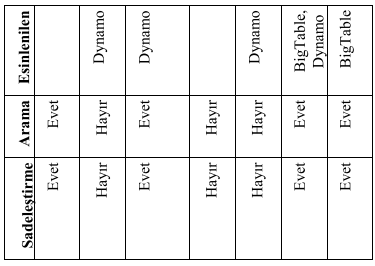 Sadeleştirme Arama Esinlenilen
Evet Evet
Hayır Hayır Dynamo
Evet Evet Dynamo
Hayır Hayır
Hayır Hayır Dynamo
Evet Evet BigTable,
Dynamo
Evet Evet BigTable